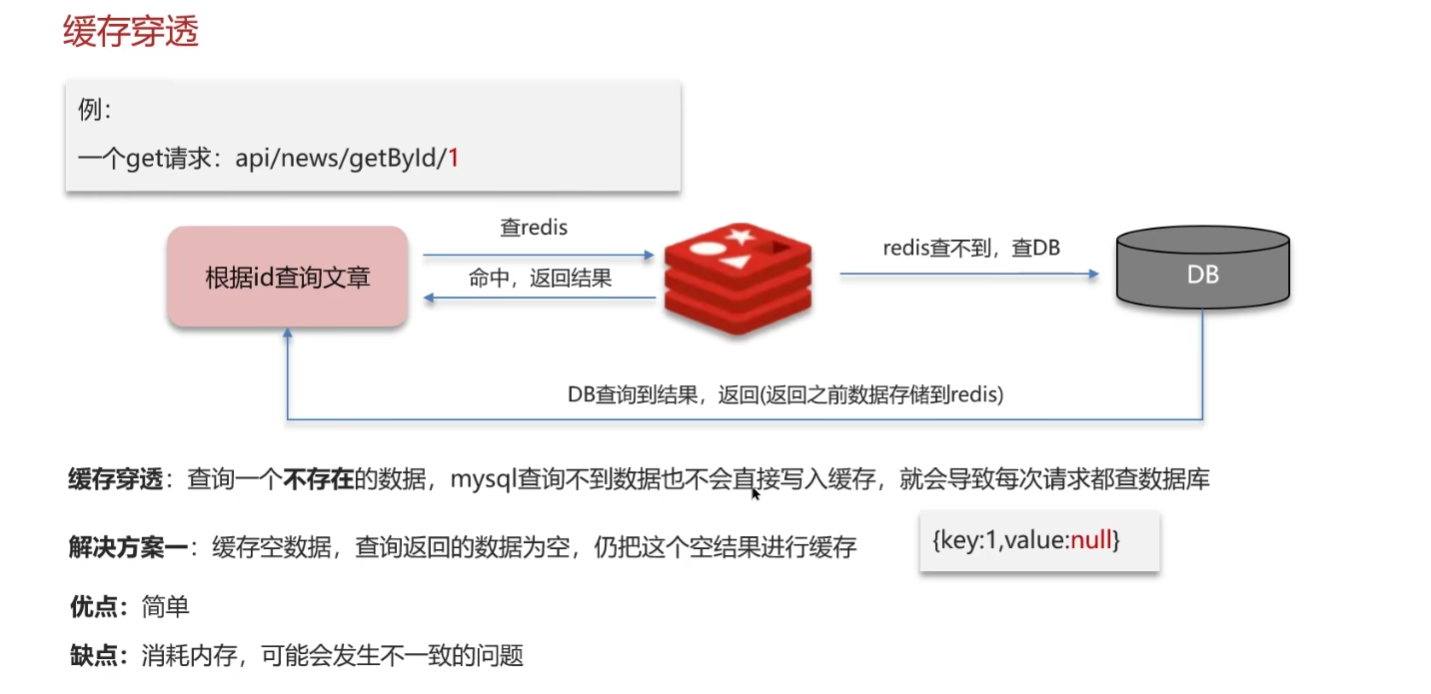 缓存穿透
例：
一个get请求：api/news/getById/1
查redis
根据id查询文章
命中，返回结果
redis查不到，查DB
DB
DB查询到结果，返回(返回之前数据存储到redis)
缓存穿透：查询一个不存在的数据，mysql查询不到数据也不会直接写入缓存，就会导致每次请求都查数据库
解决方案一：缓存空数据，查询返回的数据为空，仍把这个空结果进行缓存
{key:1,value:null}
优点：简单
缺点：消耗内存，可能会发生不一致的问题